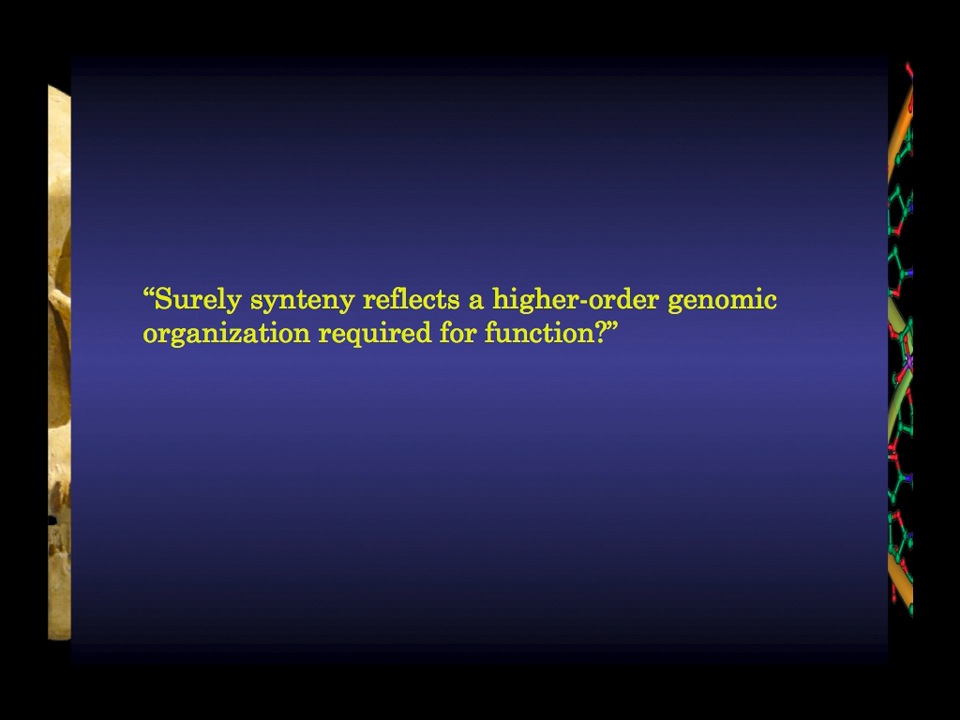 “Surely synteny reflects a higher-order genomic
organization required for function?”